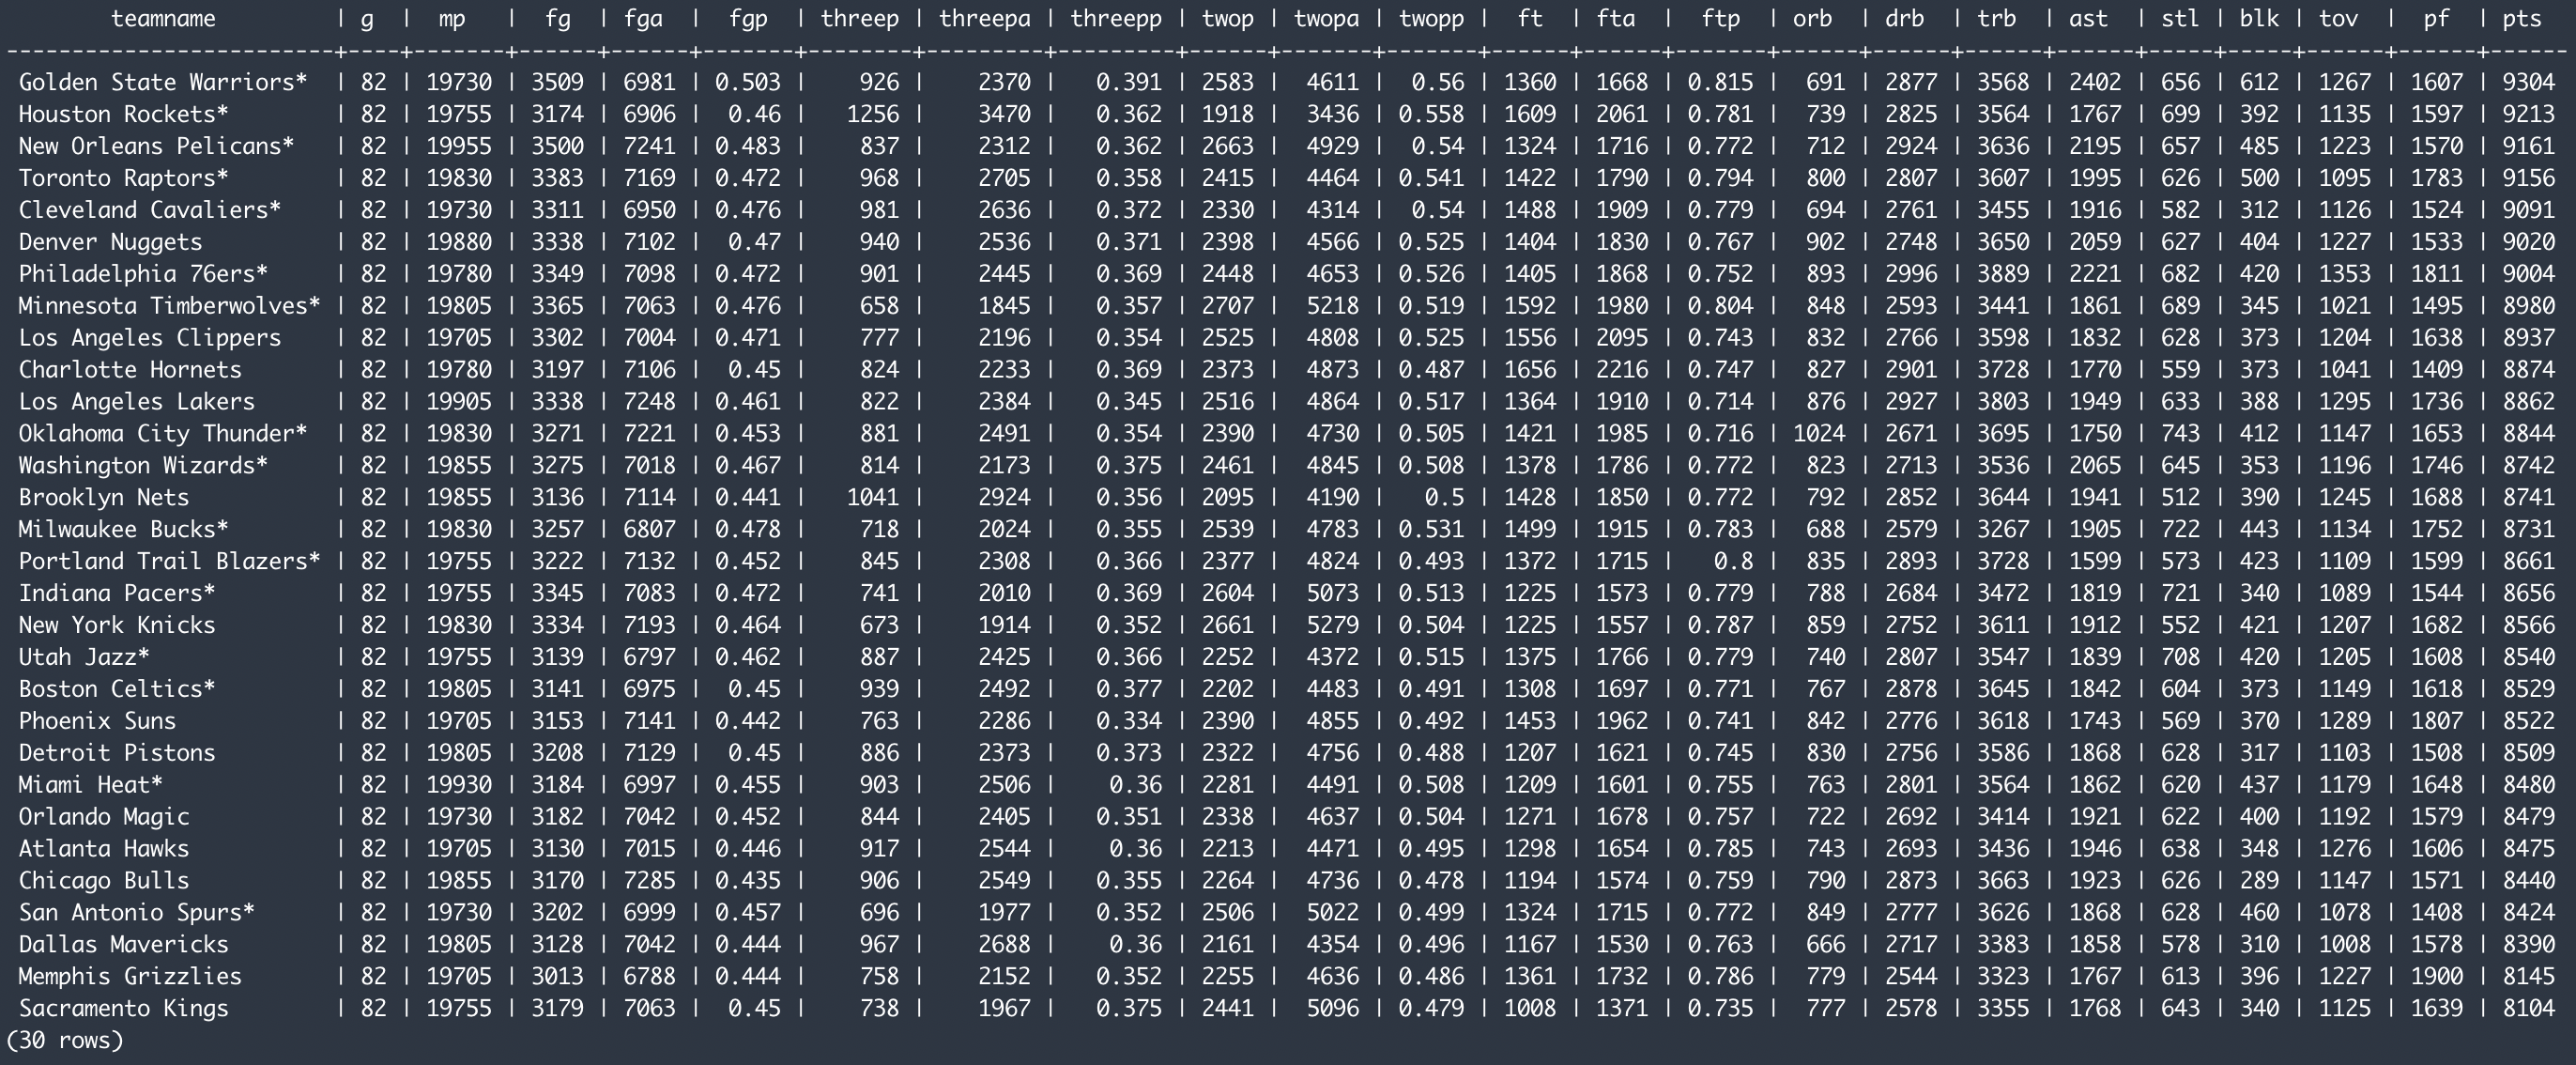 teamname | g | mp | fg | fga | fgp | threep | threepa | threepp | twop | twopa | twopp | ft | fta | ftp | orb | drb | trb | ast | stl | blk | tov | pf | pts
-------------------------+----+-------+------+------+-------+--------+---------+---------+------+-------+-------+------+------+-------+------+------+------+------+-----+-----+------+------+------
Golden State Warriors* | 82 | 19730 | 3509 | 6981 | 0.503 | 926 | 2370 | 0.391 | 2583 | 4611 | 0.56 | 1360 | 1668 | 0.815 | 691 | 2877 | 3568 | 2402 | 656 | 612 | 1267 | 1607 | 9304
Houston Rockets* | 82 | 19755 | 3174 | 6906 | 0.46 | 1256 | 3470 | 0.362 | 1918 | 3436 | 0.558 | 1609 | 2061 | 0.781 | 739 | 2825 | 3564 | 1767 | 699 | 392 | 1135 | 1597 | 9213
New Orleans Pelicans* | 82 | 19955 | 3500 | 7241 | 0.483 | 837 | 2312 | 0.362 | 2663 | 4929 | 0.54 | 1324 | 1716 | 0.772 | 712 | 2924 | 3636 | 2195 | 657 | 485 | 1223 | 1570 | 9161
Toronto Raptors* | 82 | 19830 | 3383 | 7169 | 0.472 | 968 | 2705 | 0.358 | 2415 | 4464 | 0.541 | 1422 | 1790 | 0.794 | 800 | 2807 | 3607 | 1995 | 626 | 500 | 1095 | 1783 | 9156
Cleveland Cavaliers* | 82 | 19730 | 3311 | 6950 | 0.476 | 981 | 2636 | 0.372 | 2330 | 4314 | 0.54 | 1488 | 1909 | 0.779 | 694 | 2761 | 3455 | 1916 | 582 | 312 | 1126 | 1524 | 9091
Denver Nuggets | 82 | 19880 | 3338 | 7102 | 0.47 | 940 | 2536 | 0.371 | 2398 | 4566 | 0.525 | 1404 | 1830 | 0.767 | 902 | 2748 | 3650 | 2059 | 627 | 404 | 1227 | 1533 | 9020
Philadelphia 76ers* | 82 | 19780 | 3349 | 7098 | 0.472 | 901 | 2445 | 0.369 | 2448 | 4653 | 0.526 | 1405 | 1868 | 0.752 | 893 | 2996 | 3889 | 2221 | 682 | 420 | 1353 | 1811 | 9004
Minnesota Timberwolves* | 82 | 19805 | 3365 | 7063 | 0.476 | 658 | 1845 | 0.357 | 2707 | 5218 | 0.519 | 1592 | 1980 | 0.804 | 848 | 2593 | 3441 | 1861 | 689 | 345 | 1021 | 1495 | 8980
Los Angeles Clippers | 82 | 19705 | 3302 | 7004 | 0.471 | 777 | 2196 | 0.354 | 2525 | 4808 | 0.525 | 1556 | 2095 | 0.743 | 832 | 2766 | 3598 | 1832 | 628 | 373 | 1204 | 1638 | 8937
Charlotte Hornets | 82 | 19780 | 3197 | 7106 | 0.45 | 824 | 2233 | 0.369 | 2373 | 4873 | 0.487 | 1656 | 2216 | 0.747 | 827 | 2901 | 3728 | 1770 | 559 | 373 | 1041 | 1409 | 8874
Los Angeles Lakers | 82 | 19905 | 3338 | 7248 | 0.461 | 822 | 2384 | 0.345 | 2516 | 4864 | 0.517 | 1364 | 1910 | 0.714 | 876 | 2927 | 3803 | 1949 | 633 | 388 | 1295 | 1736 | 8862
Oklahoma City Thunder* | 82 | 19830 | 3271 | 7221 | 0.453 | 881 | 2491 | 0.354 | 2390 | 4730 | 0.505 | 1421 | 1985 | 0.716 | 1024 | 2671 | 3695 | 1750 | 743 | 412 | 1147 | 1653 | 8844
Washington Wizards* | 82 | 19855 | 3275 | 7018 | 0.467 | 814 | 2173 | 0.375 | 2461 | 4845 | 0.508 | 1378 | 1786 | 0.772 | 823 | 2713 | 3536 | 2065 | 645 | 353 | 1196 | 1746 | 8742
Brooklyn Nets | 82 | 19855 | 3136 | 7114 | 0.441 | 1041 | 2924 | 0.356 | 2095 | 4190 | 0.5 | 1428 | 1850 | 0.772 | 792 | 2852 | 3644 | 1941 | 512 | 390 | 1245 | 1688 | 8741
Milwaukee Bucks* | 82 | 19830 | 3257 | 6807 | 0.478 | 718 | 2024 | 0.355 | 2539 | 4783 | 0.531 | 1499 | 1915 | 0.783 | 688 | 2579 | 3267 | 1905 | 722 | 443 | 1134 | 1752 | 8731
Portland Trail Blazers* | 82 | 19755 | 3222 | 7132 | 0.452 | 845 | 2308 | 0.366 | 2377 | 4824 | 0.493 | 1372 | 1715 | 0.8 | 835 | 2893 | 3728 | 1599 | 573 | 423 | 1109 | 1599 | 8661
Indiana Pacers* | 82 | 19755 | 3345 | 7083 | 0.472 | 741 | 2010 | 0.369 | 2604 | 5073 | 0.513 | 1225 | 1573 | 0.779 | 788 | 2684 | 3472 | 1819 | 721 | 340 | 1089 | 1544 | 8656
New York Knicks | 82 | 19830 | 3334 | 7193 | 0.464 | 673 | 1914 | 0.352 | 2661 | 5279 | 0.504 | 1225 | 1557 | 0.787 | 859 | 2752 | 3611 | 1912 | 552 | 421 | 1207 | 1682 | 8566
Utah Jazz* | 82 | 19755 | 3139 | 6797 | 0.462 | 887 | 2425 | 0.366 | 2252 | 4372 | 0.515 | 1375 | 1766 | 0.779 | 740 | 2807 | 3547 | 1839 | 708 | 420 | 1205 | 1608 | 8540
Boston Celtics* | 82 | 19805 | 3141 | 6975 | 0.45 | 939 | 2492 | 0.377 | 2202 | 4483 | 0.491 | 1308 | 1697 | 0.771 | 767 | 2878 | 3645 | 1842 | 604 | 373 | 1149 | 1618 | 8529
Phoenix Suns | 82 | 19705 | 3153 | 7141 | 0.442 | 763 | 2286 | 0.334 | 2390 | 4855 | 0.492 | 1453 | 1962 | 0.741 | 842 | 2776 | 3618 | 1743 | 569 | 370 | 1289 | 1807 | 8522
Detroit Pistons | 82 | 19805 | 3208 | 7129 | 0.45 | 886 | 2373 | 0.373 | 2322 | 4756 | 0.488 | 1207 | 1621 | 0.745 | 830 | 2756 | 3586 | 1868 | 628 | 317 | 1103 | 1508 | 8509
Miami Heat* | 82 | 19930 | 3184 | 6997 | 0.455 | 903 | 2506 | 0.36 | 2281 | 4491 | 0.508 | 1209 | 1601 | 0.755 | 763 | 2801 | 3564 | 1862 | 620 | 437 | 1179 | 1648 | 8480
Orlando Magic | 82 | 19730 | 3182 | 7042 | 0.452 | 844 | 2405 | 0.351 | 2338 | 4637 | 0.504 | 1271 | 1678 | 0.757 | 722 | 2692 | 3414 | 1921 | 622 | 400 | 1192 | 1579 | 8479
Atlanta Hawks | 82 | 19705 | 3130 | 7015 | 0.446 | 917 | 2544 | 0.36 | 2213 | 4471 | 0.495 | 1298 | 1654 | 0.785 | 743 | 2693 | 3436 | 1946 | 638 | 348 | 1276 | 1606 | 8475
Chicago Bulls | 82 | 19855 | 3170 | 7285 | 0.435 | 906 | 2549 | 0.355 | 2264 | 4736 | 0.478 | 1194 | 1574 | 0.759 | 790 | 2873 | 3663 | 1923 | 626 | 289 | 1147 | 1571 | 8440
San Antonio Spurs* | 82 | 19730 | 3202 | 6999 | 0.457 | 696 | 1977 | 0.352 | 2506 | 5022 | 0.499 | 1324 | 1715 | 0.772 | 849 | 2777 | 3626 | 1868 | 628 | 460 | 1078 | 1408 | 8424
Dallas Mavericks | 82 | 19805 | 3128 | 7042 | 0.444 | 967 | 2688 | 0.36 | 2161 | 4354 | 0.496 | 1167 | 1530 | 0.763 | 666 | 2717 | 3383 | 1858 | 578 | 310 | 1008 | 1578 | 8390
Memphis Grizzlies | 82 | 19705 | 3013 | 6788 | 0.444 | 758 | 2152 | 0.352 | 2255 | 4636 | 0.486 | 1361 | 1732 | 0.786 | 779 | 2544 | 3323 | 1767 | 613 | 396 | 1227 | 1900 | 8145
Sacramento Kings | 82 | 19755 | 3179 | 7063 | 0.45 | 738 | 1967 | 0.375 | 2441 | 5096 | 0.479 | 1008 | 1371 | 0.735 | 777 | 2578 | 3355 | 1768 | 643 | 340 | 1125 | 1639 | 8104
(30 rows)